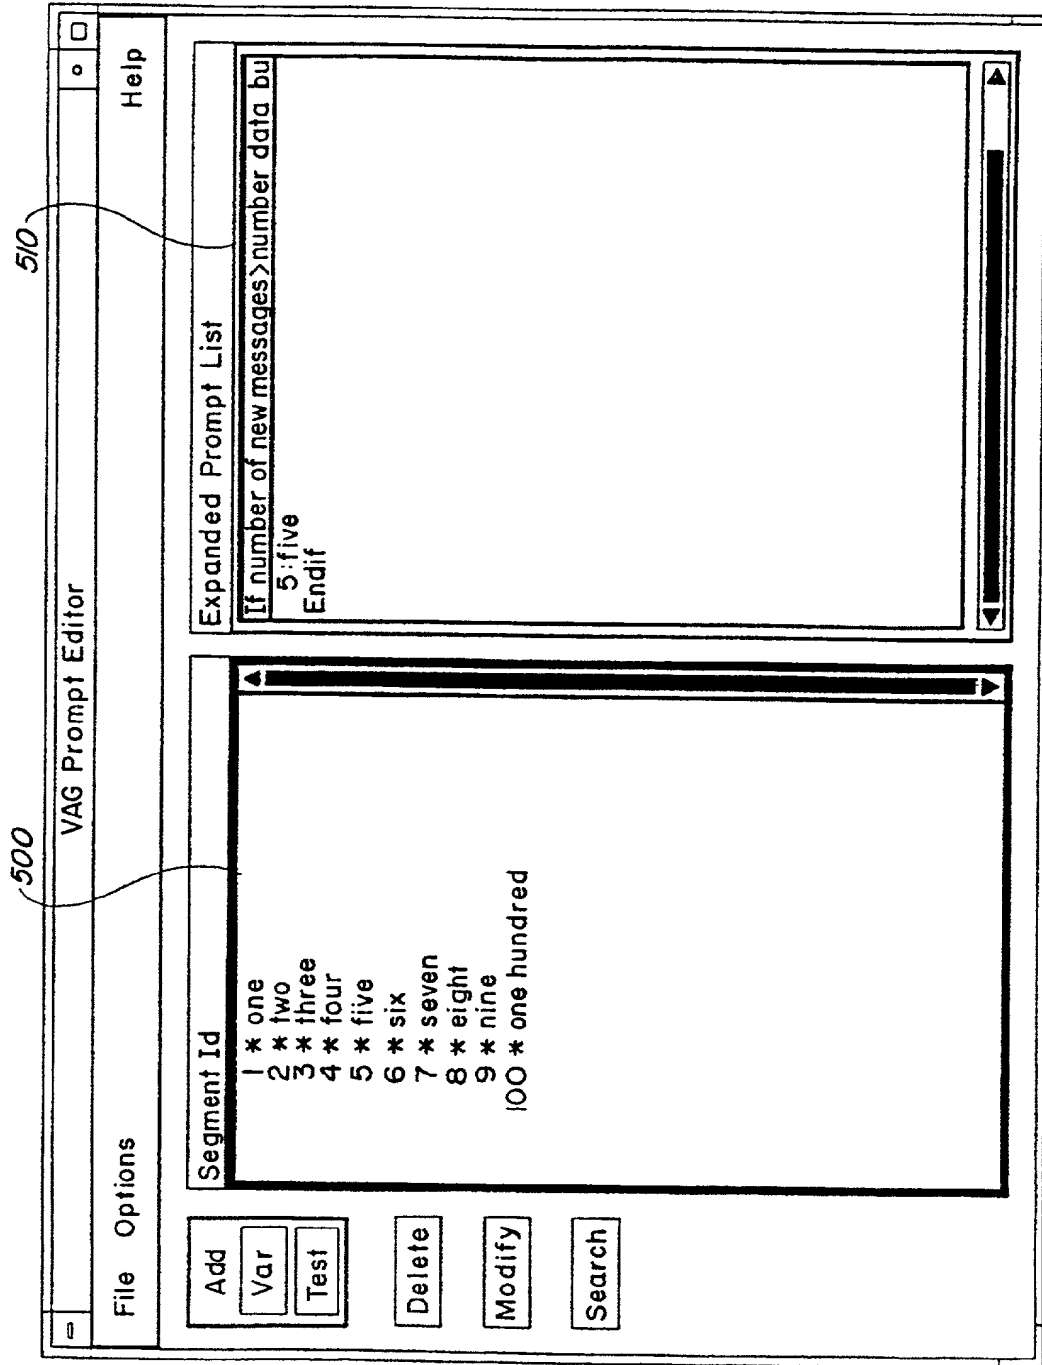 500
510
VAG Prompt Editor
File Options Help
Add
Var
Test
Delete
Modify
Search
Segment Id
1 * one
2 * two
3 * three
4 * four
5 * five
6 * six
7 * seven
8 * eight
9 * nine
100 * one hundred
Expanded Prompt List
If number of new messages>number data bu
5:five
Endif